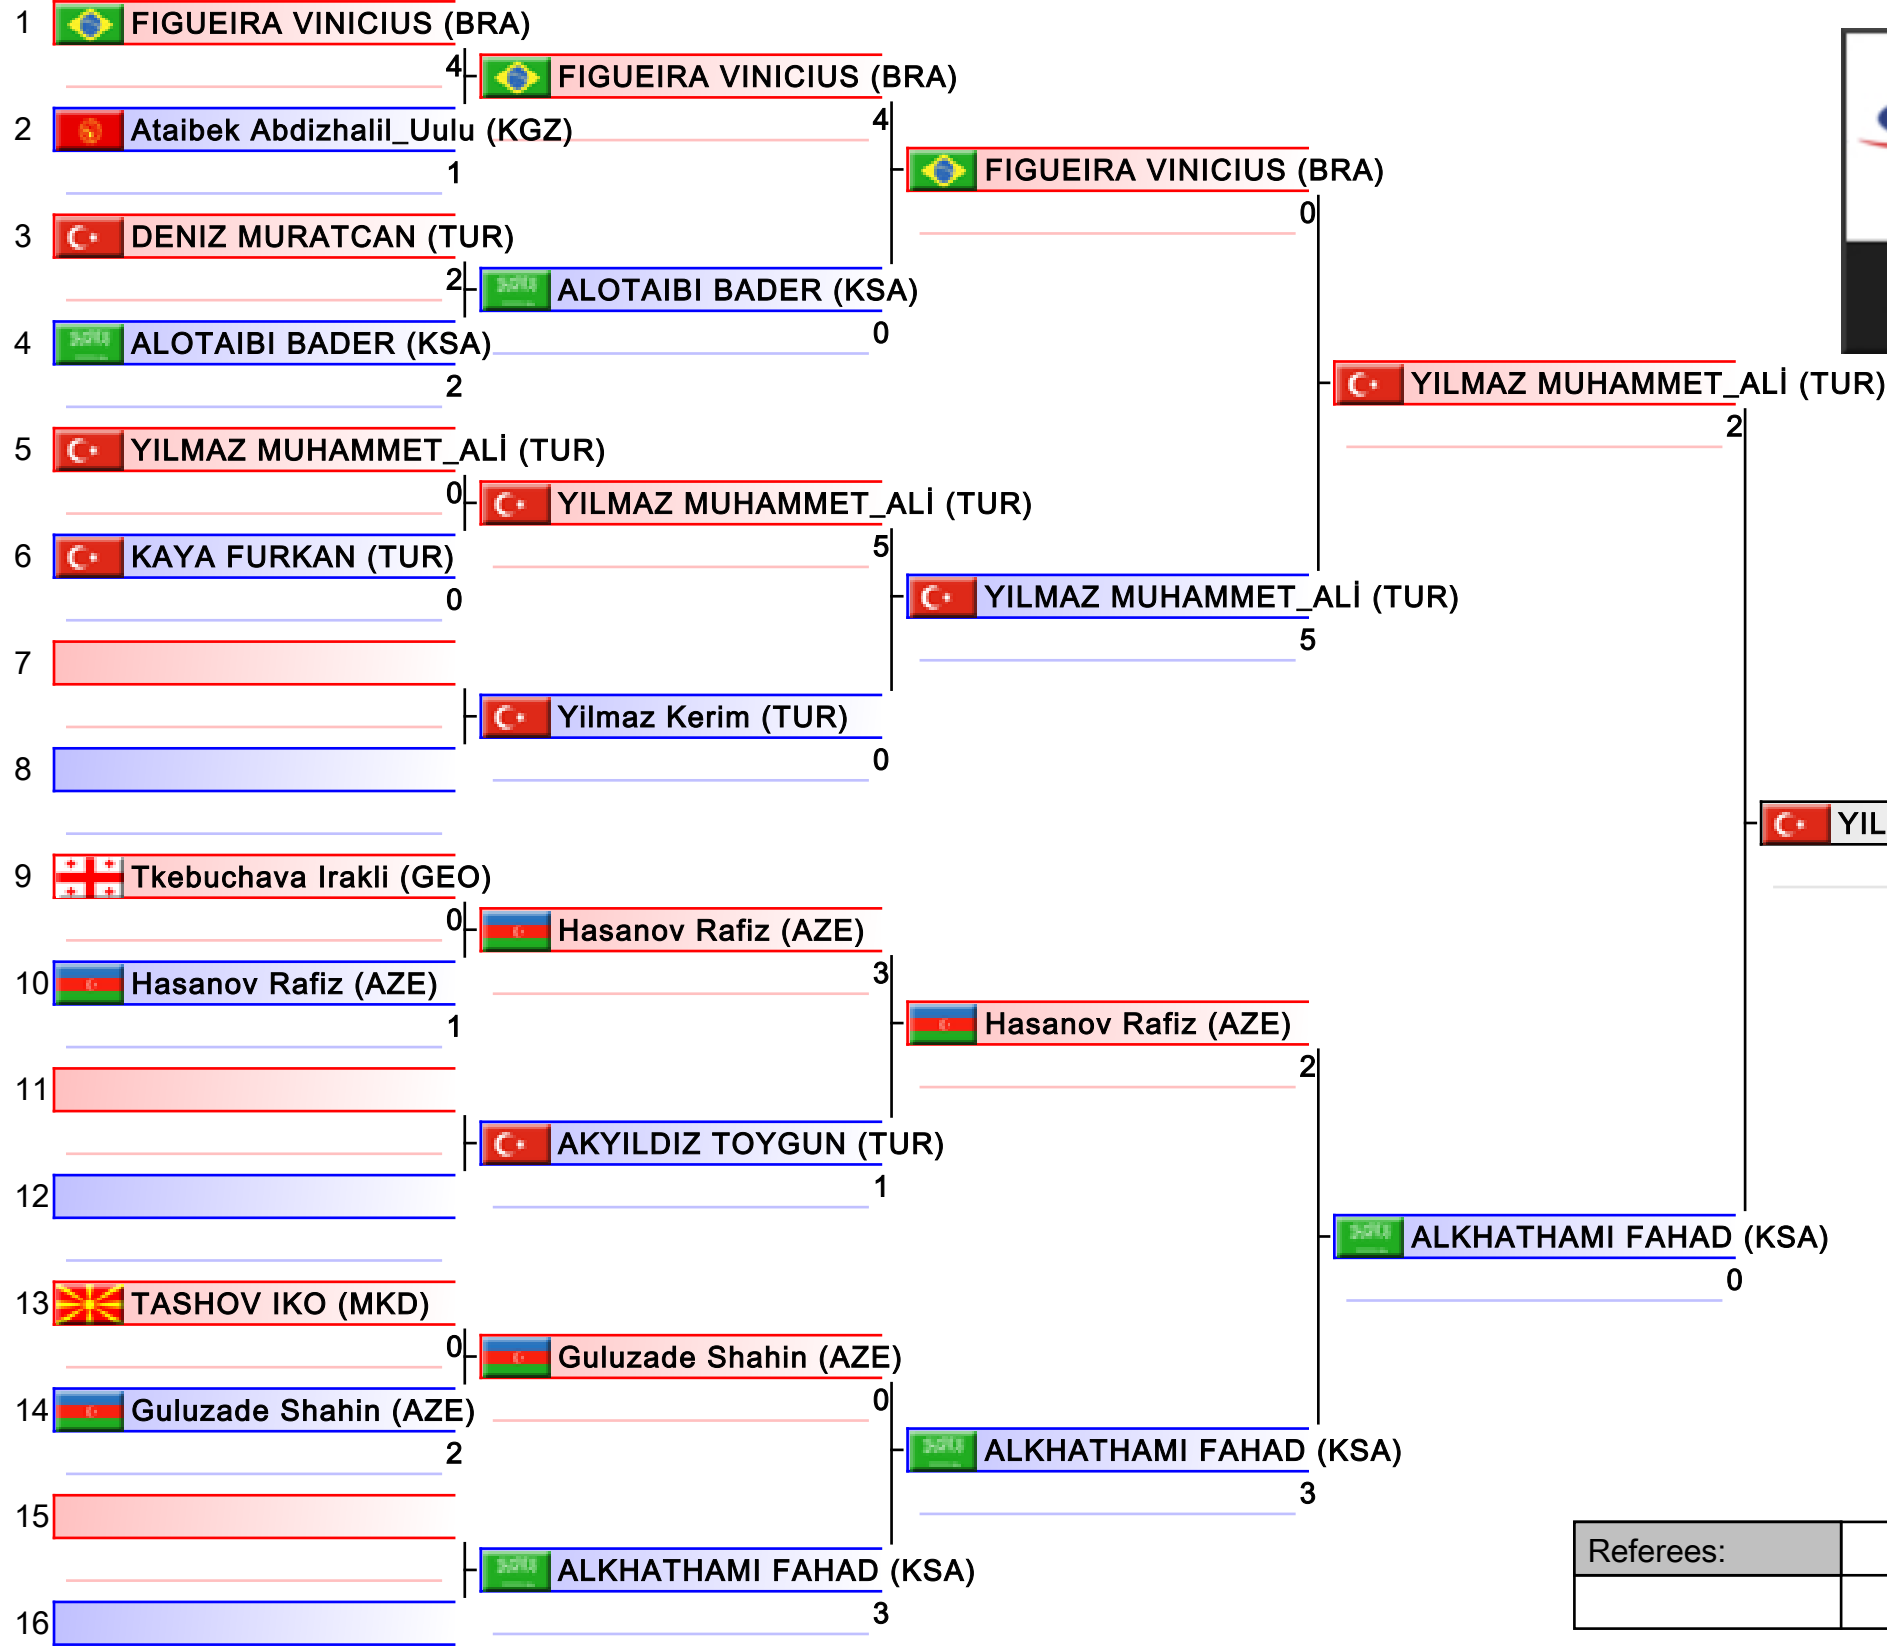 1 FIGUEIRA VINICIUS (BRA)
4
FIGUEIRA VINICIUS (BRA)
4
2 Ataibek Abdizhalil_Uulu (KGZ)
1
FIGUEIRA VINICIUS (BRA)
0
3 DENIZ MURATCAN (TUR)
2
ALOTAIBI BADER (KSA)
0
4 ALOTAIBI BADER (KSA)
2
YILMAZ MUHAMMET_ALİ (TUR)
2
5 YILMAZ MUHAMMET_ALİ (TUR)
0
YILMAZ MUHAMMET_ALİ (TUR)
5
6 KAYA FURKAN (TUR)
0
YILMAZ MUHAMMET_ALİ (TUR)
5
7
Yilmaz Kerim (TUR)
0
8
YIL
9 Tkebuchava Irakli (GEO)
0
Hasanov Rafiz (AZE)
3
10 Hasanov Rafiz (AZE)
1
Hasanov Rafiz (AZE)
2
11
AKYILDIZ TOYGUN (TUR)
1
12
ALKHATHAMI FAHAD (KSA)
0
13 TASHOV IKO (MKD)
0
Guluzade Shahin (AZE)
0
14 Guluzade Shahin (AZE)
2
ALKHATHAMI FAHAD (KSA)
3
15
ALKHATHAMI FAHAD (KSA)
3
16
Referees: